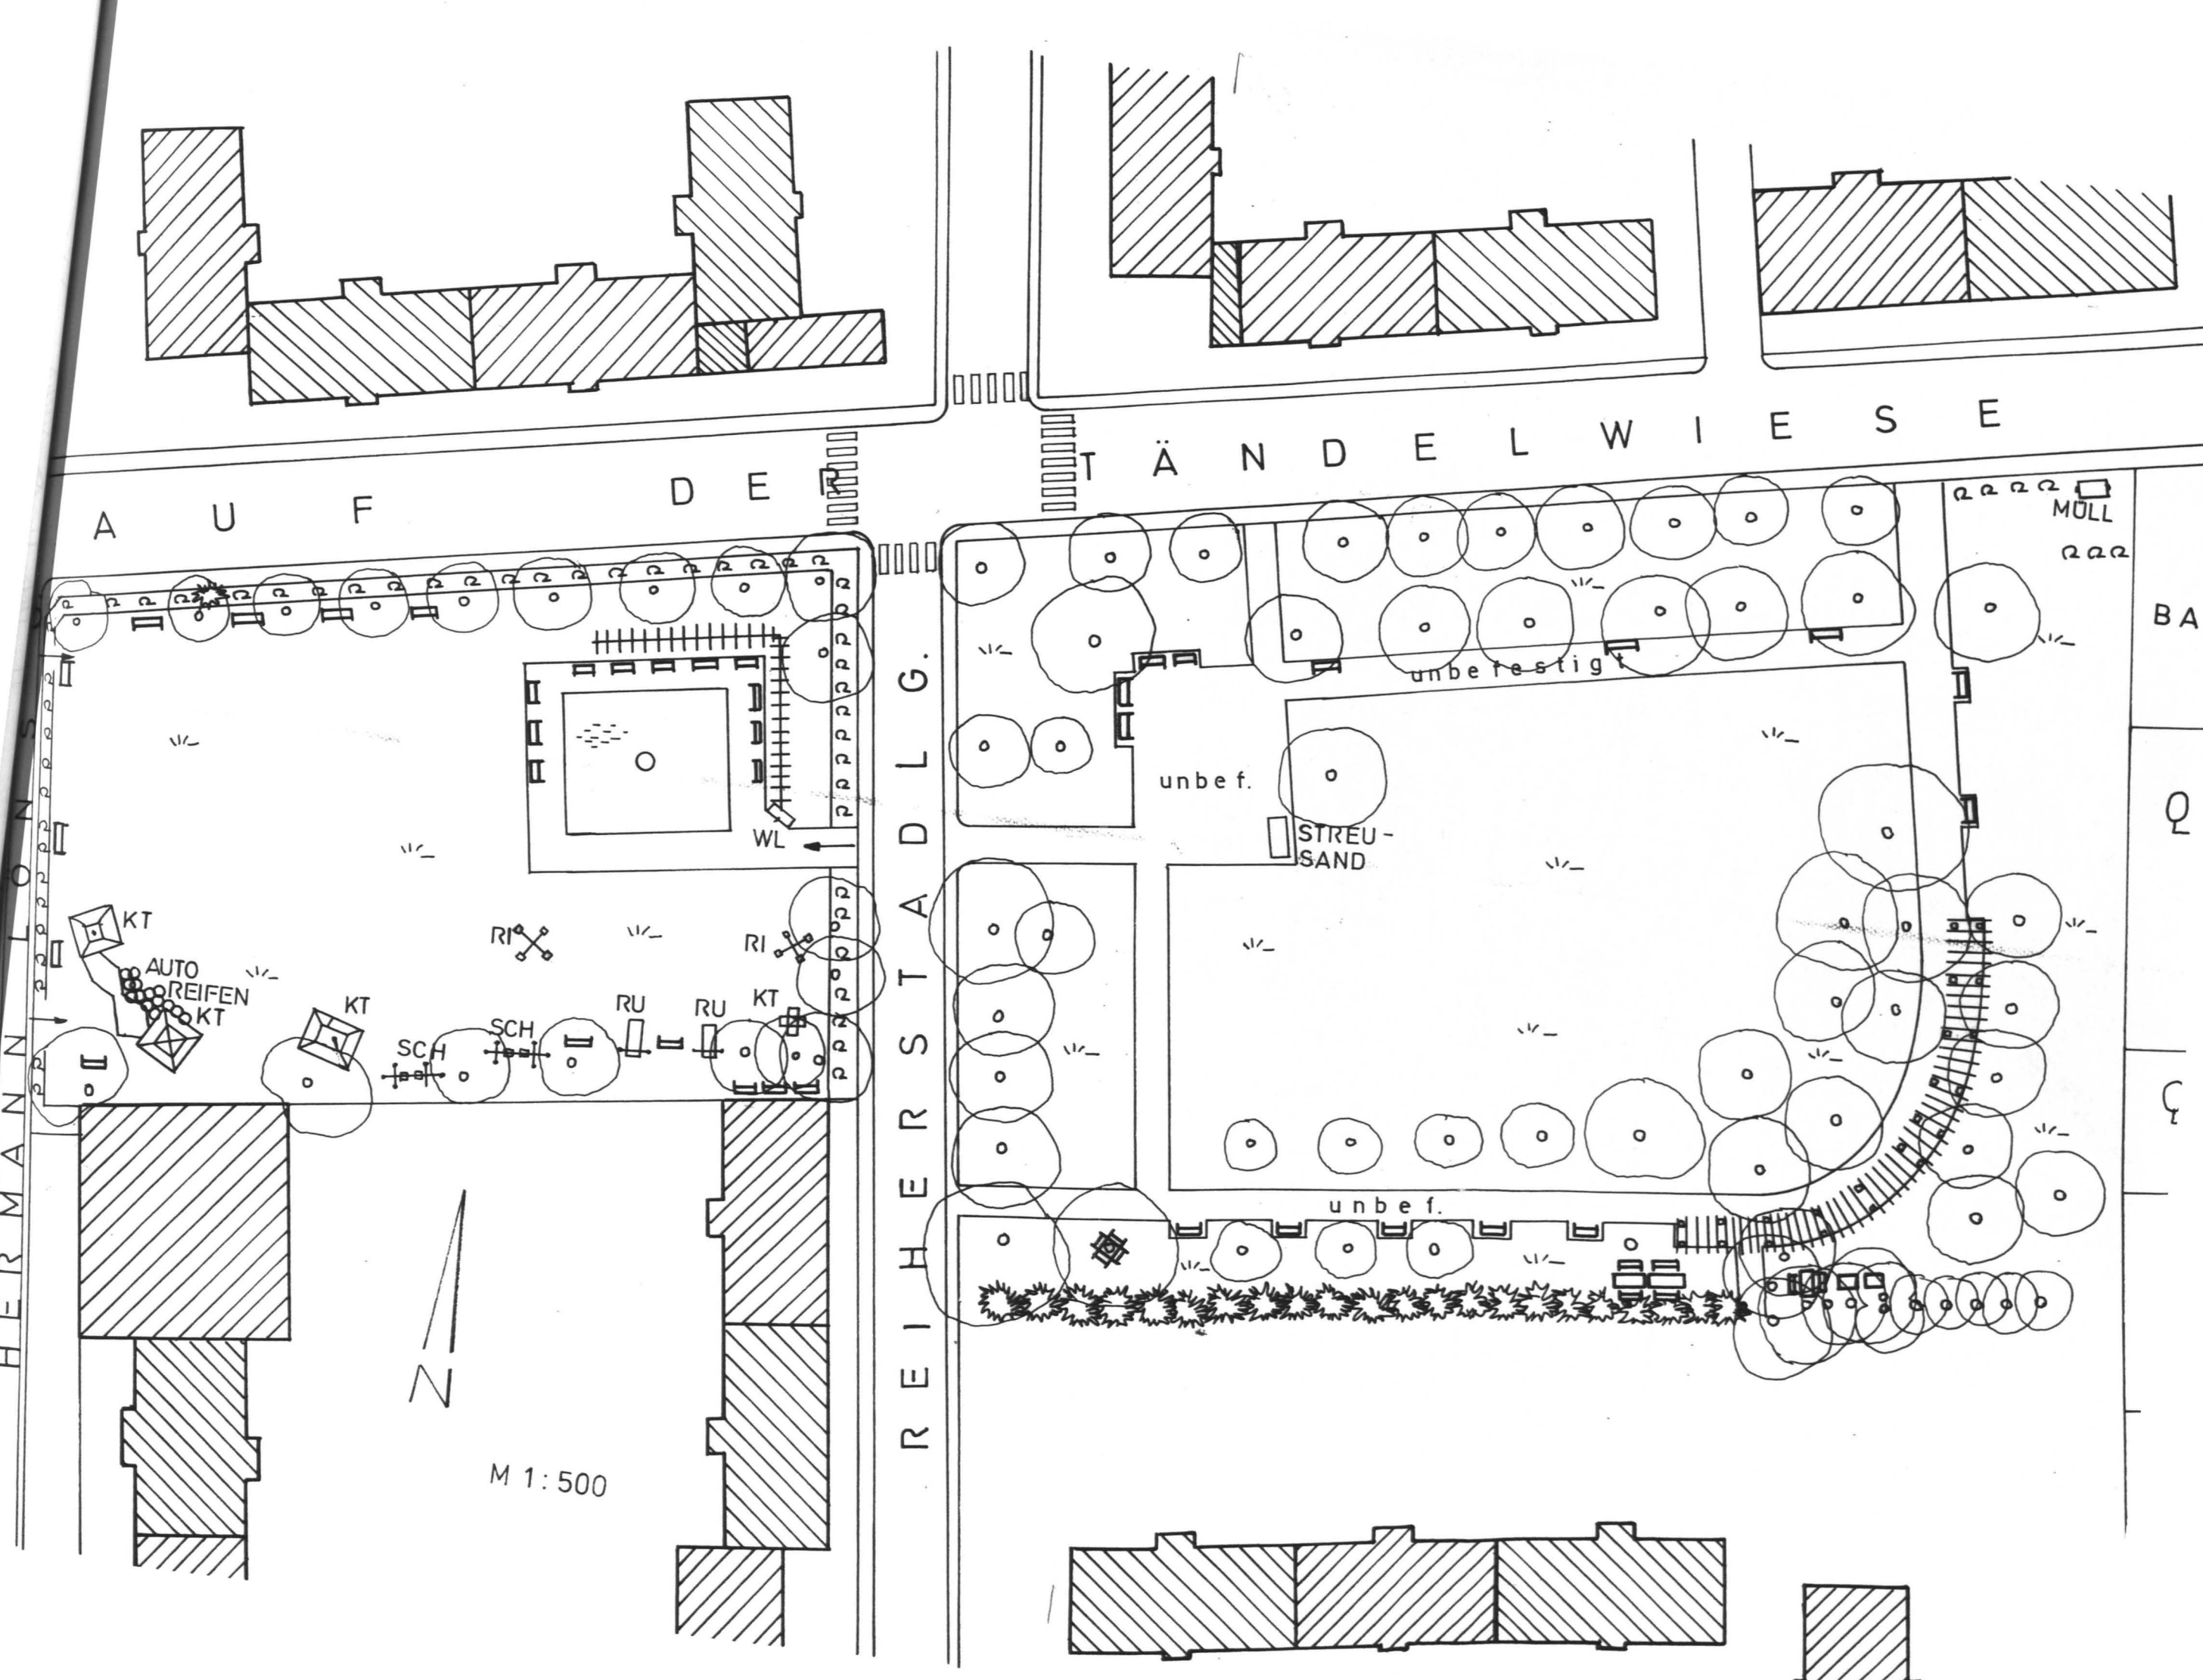 AUF DER TÄNDELWIESE
MÜLL
BA
unbefestigt
unbef.
STREU-
SAND
WL
KT
AUTO
REIFEN
KT
RI
RI
KT
SCH
SCH
RU
RU
KT
REIHERSTADLG.
HERMANN LÖNS
unbef.
N
M 1:500